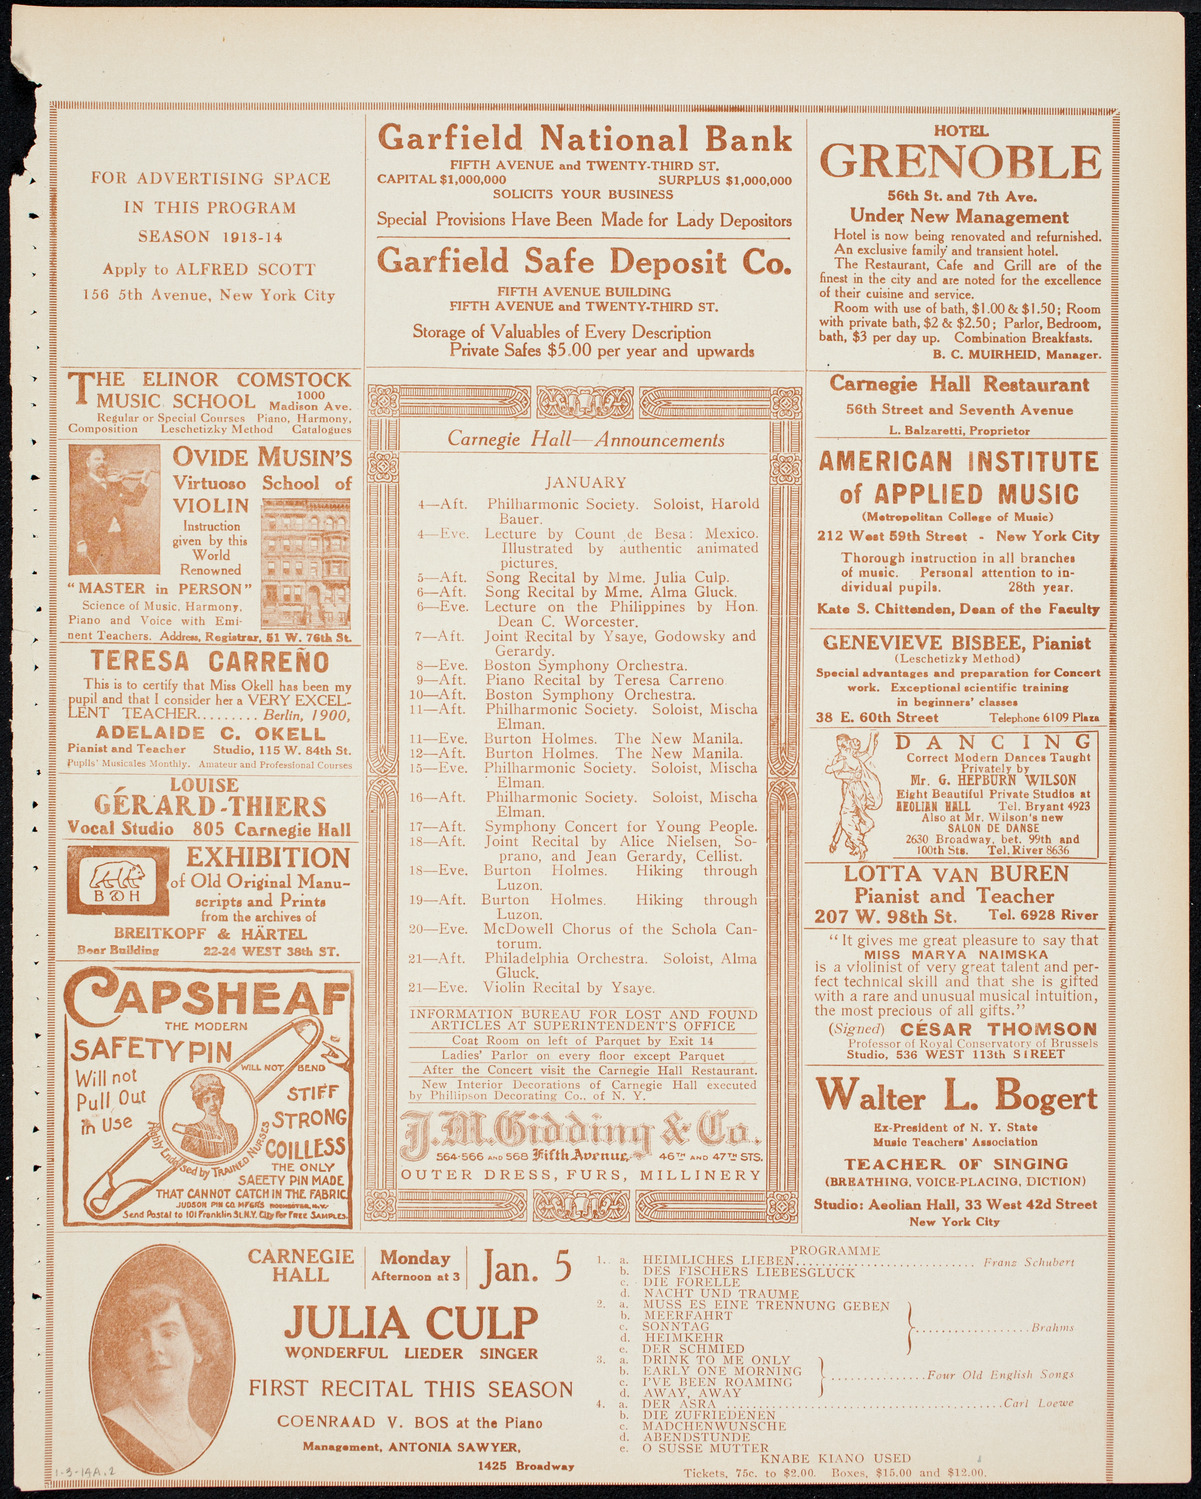 FOR ADVERTISING SPACE
IN THIS PROGRAM
SEASON 1913-14
Apply to ALFRED SCOTT
156 5th Avenue, New York City
THE ELINOR COMSTOCK
MUSIC SCHOOL 1000 Madison Ave.
Regular or Special Courses Piano, Harmony,
Composition Leschetizky Method Catalogues
OVIDE MUSIN'S
Virtuoso School of
VIOLIN
Instruction
given by this
World
Renowned
"MASTER in PERSON"
Science of Music, Harmony,
Piano and Voice with Emi-
nent Teachers. Address, Registrar, 51 W. 76th St.
TERESA CARREÑO
This is to certify that Miss Okell has been my
pupil and that I consider her a VERY EXCEL-
LENT TEACHER......... Berlin, 1900,
ADELAIDE C. OKELL
Pianist and Teacher Studio, 115 W. 84th St.
Pupils' Musicales Monthly. Amateur and Professional Courses
LOUISE
GÉRARD-THIERS
Vocal Studio 805 Carnegie Hall
B & H
EXHIBITION
of Old Original Manu-
scripts and Prints
from the archives of
BREITKOPF & HÄRTEL
Bear Building 22-24 WEST 38th ST.
CAPSHEAF
THE MODERN
SAFETY PIN
WILL NOT BEND
Will not
Pull Out
in Use
STIFF
STRONG
COILLESS
Highly Endorsed by TRAINED NURSES
THE ONLY
SAFETY PIN MADE
THAT CANNOT CATCH IN THE FABRIC.
JUDSON PIN CO. MFGRS ROCHESTER, N.Y.
Send Postal to 101 Franklin St. N.Y. City for FREE SAMPLES.
Garfield National Bank
FIFTH AVENUE and TWENTY-THIRD ST.
CAPITAL $1,000,000 SURPLUS $1,000,000
SOLICITS YOUR BUSINESS
Special Provisions Have Been Made for Lady Depositors
Garfield Safe Deposit Co.
FIFTH AVENUE BUILDING
FIFTH AVENUE and TWENTY-THIRD ST.
Storage of Valuables of Every Description
Private Safes $5.00 per year and upwards
Carnegie Hall—Announcements
JANUARY
4—Aft. Philharmonic Society. Soloist, Harold
Bauer.
4—Eve. Lecture by Count de Besa: Mexico.
Illustrated by authentic animated
pictures.
5—Aft. Song Recital by Mme. Julia Culp.
6—Aft. Song Recital by Mme. Alma Gluck.
6—Eve. Lecture on the Philippines by Hon.
Dean C. Worcester.
7—Aft. Joint Recital by Ysaye, Godowsky and
Gerardy.
8—Eve. Boston Symphony Orchestra.
9—Aft. Piano Recital by Teresa Carreno.
10—Aft. Boston Symphony Orchestra.
11—Aft. Philharmonic Society. Soloist, Mischa
Elman.
11—Eve. Burton Holmes. The New Manila.
12—Aft. Burton Holmes. The New Manila.
15—Eve. Philharmonic Society. Soloist, Mischa
Elman.
16—Aft. Philharmonic Society. Soloist, Mischa
Elman.
17—Aft. Symphony Concert for Young People.
18—Aft. Joint Recital by Alice Nielsen, So-
prano, and Jean Gerardy, Cellist.
18—Eve. Burton Holmes. Hiking through
Luzon.
19—Aft. Burton Holmes. Hiking through
Luzon.
20—Eve. McDowell Chorus of the Schola Can-
torum.
21—Aft. Philadelphia Orchestra. Soloist, Alma
Gluck.
21—Eve. Violin Recital by Ysaye.
INFORMATION BUREAU FOR LOST AND FOUND
ARTICLES AT SUPERINTENDENT'S OFFICE
Coat Room on left of Parquet by Exit 14
Ladies' Parlor on every floor except Parquet
After the Concert visit the Carnegie Hall Restaurant.
New Interior Decorations of Carnegie Hall executed
by Phillipson Decorating Co., of N. Y.
J.M. Gidding & Co.
564-566 AND 568 Fifth Avenue, 46TH AND 47TH STS.
OUTER DRESS, FURS, MILLINERY
HOTEL
GRENOBLE
56th St. and 7th Ave.
Under New Management
Hotel is now being renovated and refurnished.
An exclusive family and transient hotel.
The Restaurant, Cafe and Grill are of the
finest in the city and are noted for the excellence
of their cuisine and service.
Room with use of bath, $1.00 & $1.50; Room
with private bath, $2 & $2.50; Parlor, Bedroom,
bath, $3 per day up. Combination Breakfasts.
B. C. MUIRHEID, Manager.
Carnegie Hall Restaurant
56th Street and Seventh Avenue
L. Balzaretti, Proprietor
AMERICAN INSTITUTE
of APPLIED MUSIC
(Metropolitan College of Music)
212 West 59th Street - New York City
Thorough instruction in all branches
of music. Personal attention to in-
dividual pupils. 28th year.
Kate S. Chittenden, Dean of the Faculty
GENEVIEVE BISBEE, Pianist
(Leschetizky Method)
Special advantages and preparation for Concert
work. Exceptional scientific training
in beginners' classes
38 E. 60th Street Telephone 6109 Plaza
DANCING
Correct Modern Dances Taught
Privately by
Mr. G. HEPBURN WILSON
Eight Beautiful Private Studios at
AEOLIAN HALL Tel. Bryant 4923
Also at Mr. Wilson's new
SALON DE DANSE
2630 Broadway, bet. 99th and
100th Sts. Tel. River 8636
LOTTA VAN BUREN
Pianist and Teacher
207 W. 98th St. Tel. 6928 River
"It gives me great pleasure to say that
MISS MARYA NAIMSKA
is a violinist of very great talent and per-
fect technical skill and that she is gifted
with a rare and unusual musical intuition,
the most precious of all gifts."
(Signed) CÉSAR THOMSON
Professor of Royal Conservatory of Brussels
Studio, 536 WEST 113th STREET
Walter L. Bogert
Ex-President of N. Y. State
Music Teachers' Association
TEACHER OF SINGING
(BREATHING, VOICE-PLACING, DICTION)
Studio: Aeolian Hall, 33 West 42d Street
New York City
CARNEGIE HALL Monday Afternoon at 3 Jan. 5
JULIA CULP
WONDERFUL LIEDER SINGER
FIRST RECITAL THIS SEASON
COENRAAD V. BOS at the Piano
Management, ANTONIA SAWYER,
1425 Broadway
PROGRAMME
1. a. HEIMLICHES LIEBEN.......... Franz Schubert
b. DES FISCHERS LIEBESGLUCK
c. DIE FORELLE
d. NACHT UND TRAUME
2. a. MUSS ES EINE TRENNUNG GEBEN
b. MEERFAHRT
c. SONNTAG .......... Brahms
d. HEIMKEHR
e. DER SCHMIED
3. a. DRINK TO ME ONLY
b. EARLY ONE MORNING .......... Four Old English Songs
c. I'VE BEEN ROAMING
d. AWAY, AWAY
4. a. DER ASRA .......... Carl Loewe
b. DIE ZUFRIEDENEN
c. MADCHENWUNSCHE
d. ABENDSTUNDE
e. O SUSSE MUTTER
KNABE KIANO USED
Tickets, 75c. to $2.00. Boxes, $15.00 and $12.00.
1-3-14A.2